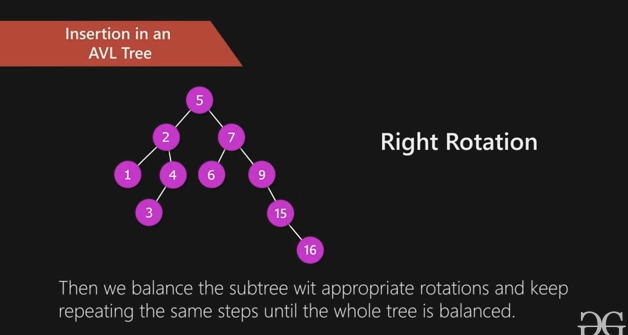 Insertion in an
AVL Tree
5
2 7
Right Rotation
1 4 6 9
3 15
16
Then we balance the subtree wit appropriate rotations and keep
repeating the same steps until the whole tree is balanced.